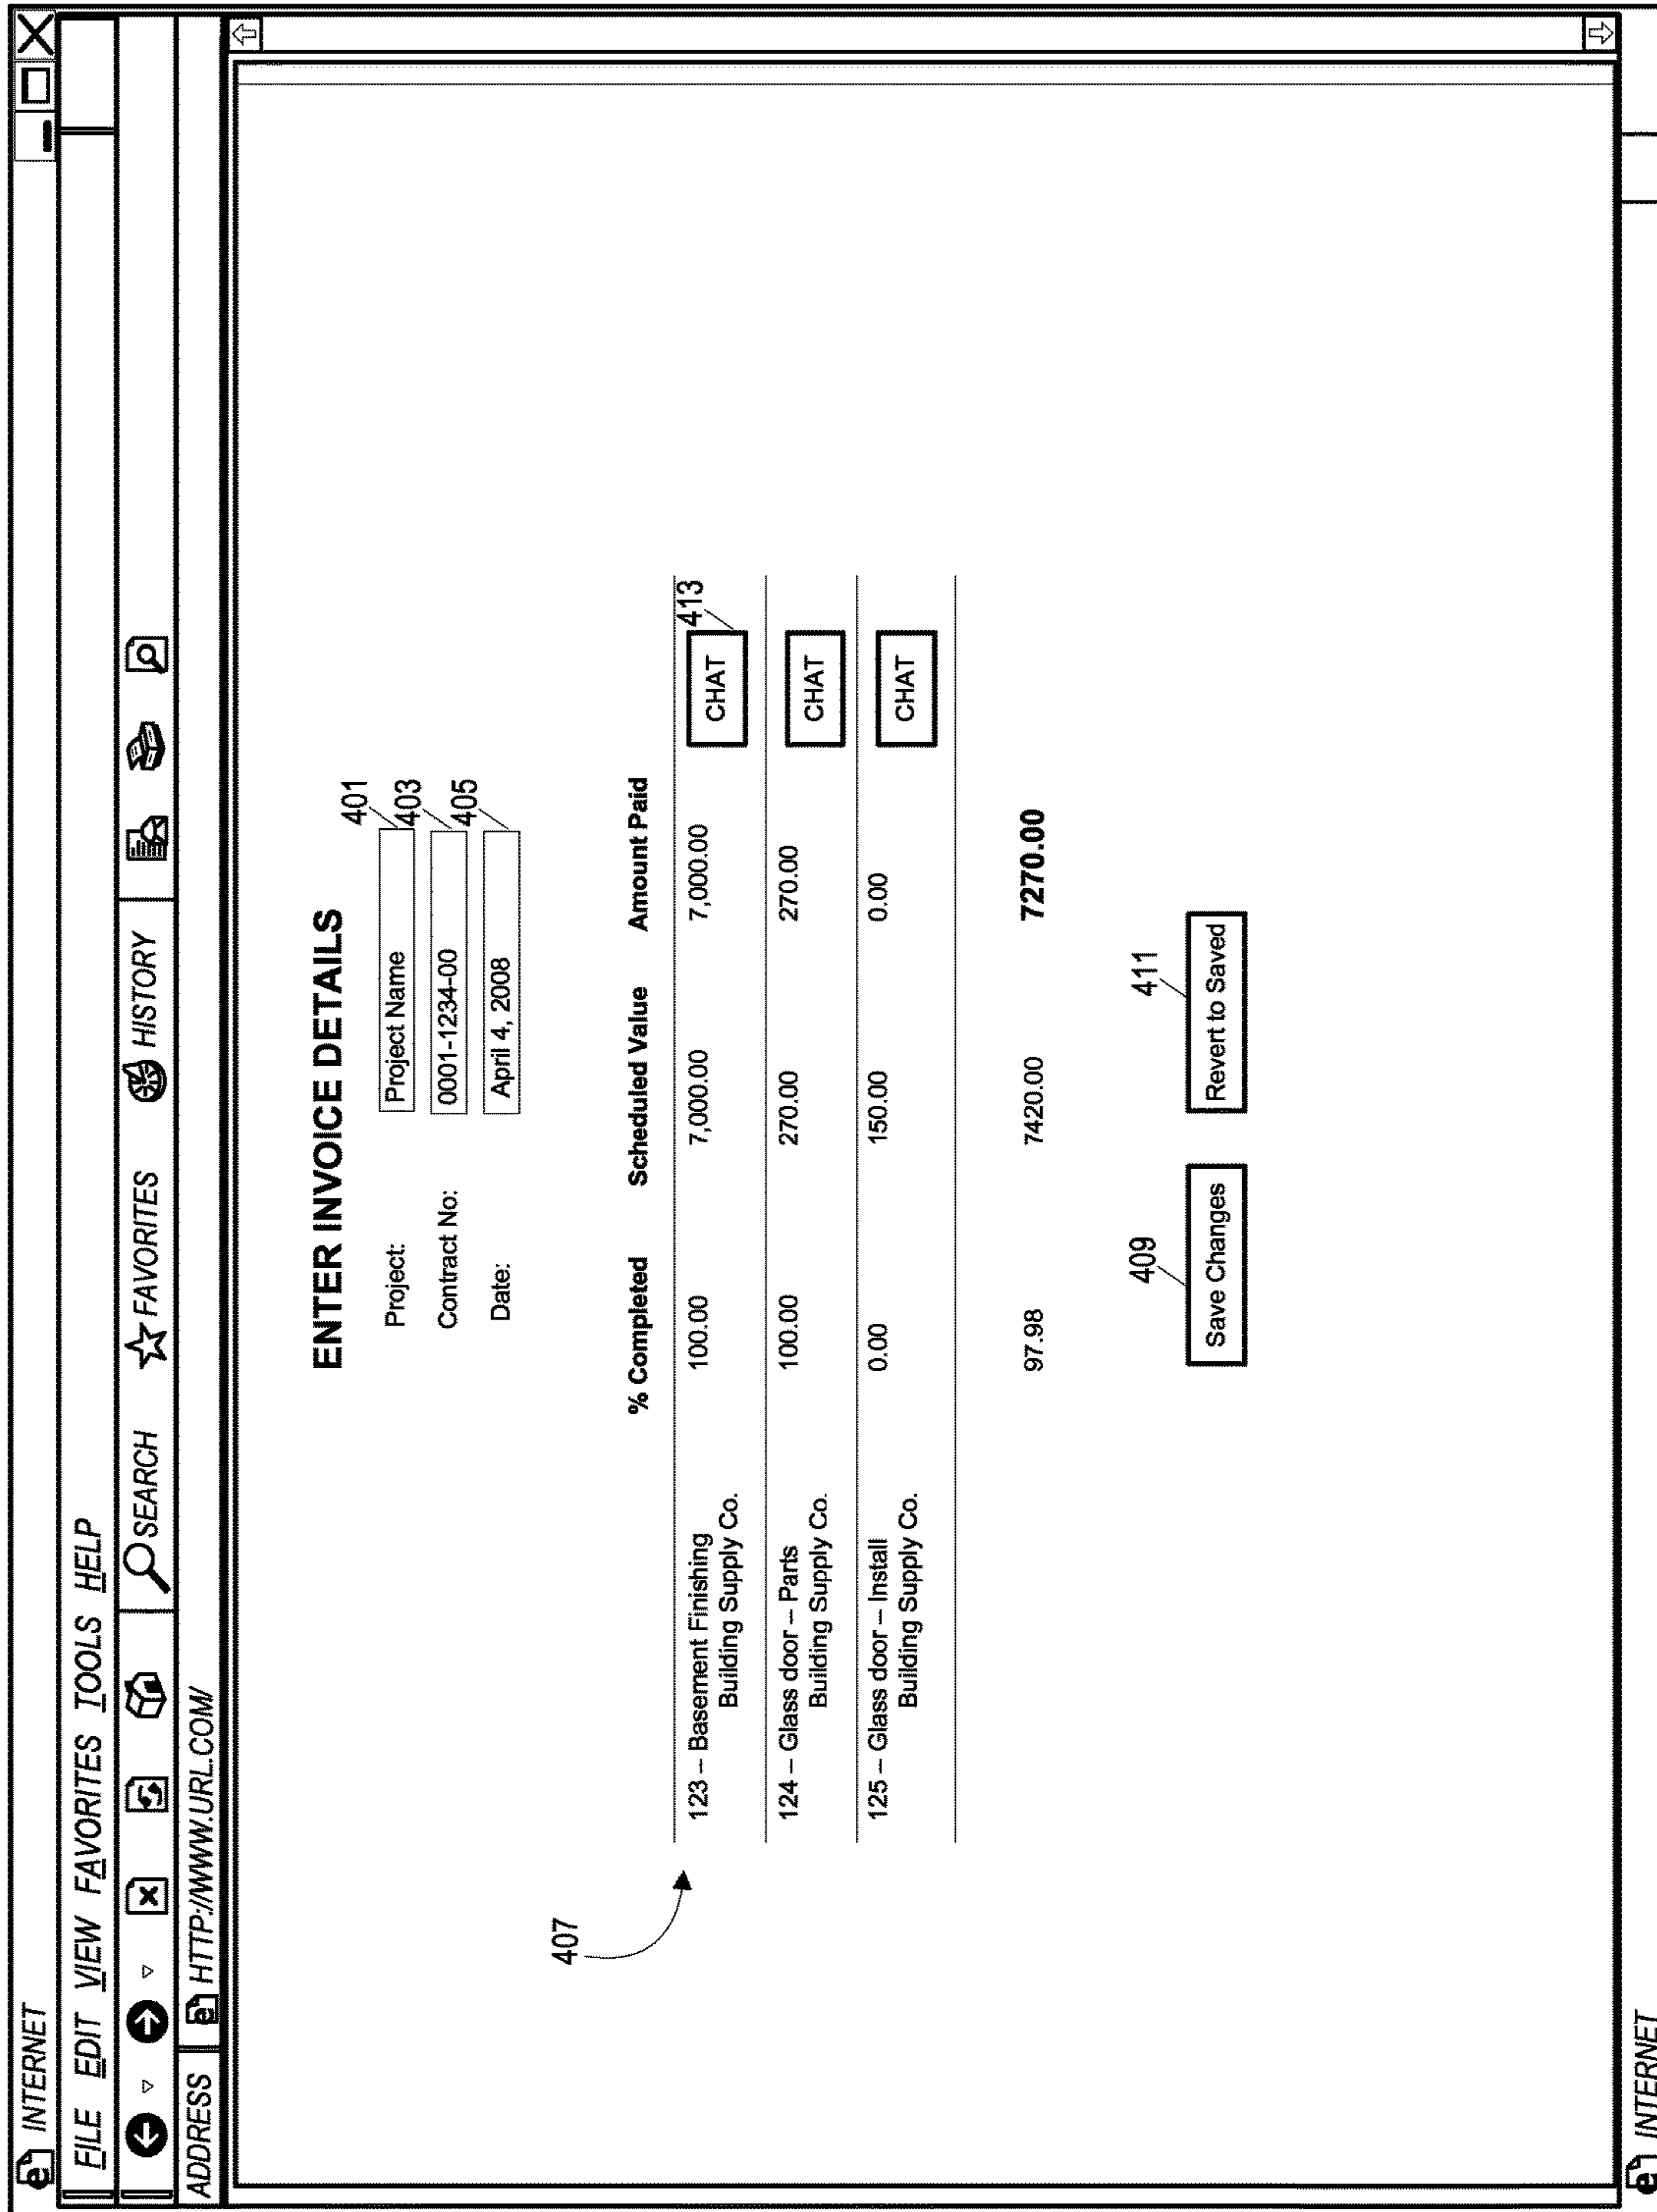 INTERNET
FILE EDIT VIEW FAVORITES TOOLS HELP
SEARCH FAVORITES HISTORY
ADDRESS HTTP://WWW.URL.COM/
ENTER INVOICE DETAILS
Project: Project Name 401
Contract No: 0001-1234-00 403
Date: April 4, 2008 405
407
% Completed Scheduled Value Amount Paid
413
123 – Basement Finishing 100.00 7,000.00 7,000.00 CHAT
Building Supply Co.
124 – Glass door – Parts 100.00 270.00 270.00 CHAT
Building Supply Co.
125 – Glass door – Install 0.00 150.00 0.00 CHAT
Building Supply Co.
97.98 7420.00 7270.00
409 411
Save Changes Revert to Saved
INTERNET